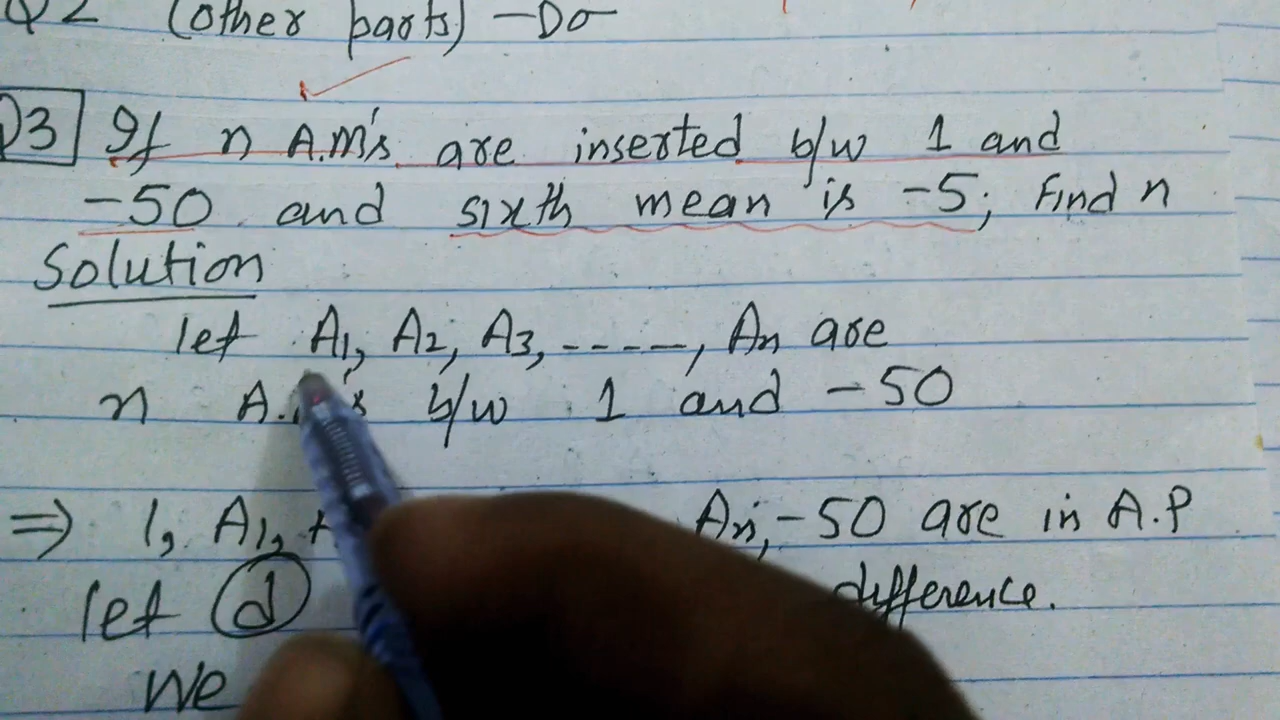 Q2 (other parts) - Do
Q3 If n A.M's are inserted b/w 1 and
-50 and sixth mean is -5; Find n
Solution
let A1, A2, A3, -----, An are
n b/w 1 and -50
⇒ 1, A1, An, -50 are in A.P
let d difference.
We